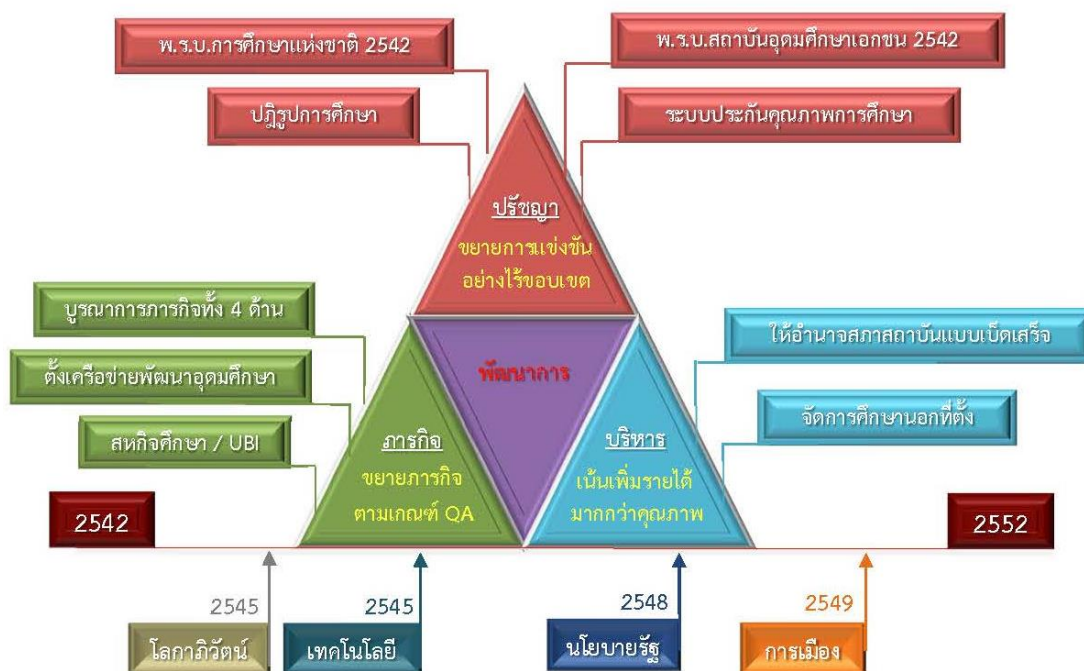 พ.ร.บ.การศึกษาแห่งชาติ 2542
พ.ร.บ.สถาบันอุดมศึกษาเอกชน 2542
ปฎิรูปการศึกษา
ระบบประกันคุณภาพการศึกษา
ปรัชญา
ขยายการแข่งขัน
อย่างไร้ขอบเขต
บูรณาการภารกิจทั้ง 4 ด้าน
ตั้งเครือข่ายพัฒนาอุดมศึกษา
สหกิจศึกษา / UBI
พัฒนาการ
ให้อำนาจสภาสถาบันแบบเบ็ดเสร็จ
จัดการศึกษานอกที่ตั้ง
ภารกิจ
ขยายภารกิจ
ตามเกณฑ์ QA
บริหาร
เน้นเพิ่มรายได้
มากกว่าคุณภาพ
2542
2552
2545
2545
2548
2549
โลกาภิวัตน์
เทคโนโลยี
นโยบายรัฐ
การเมือง